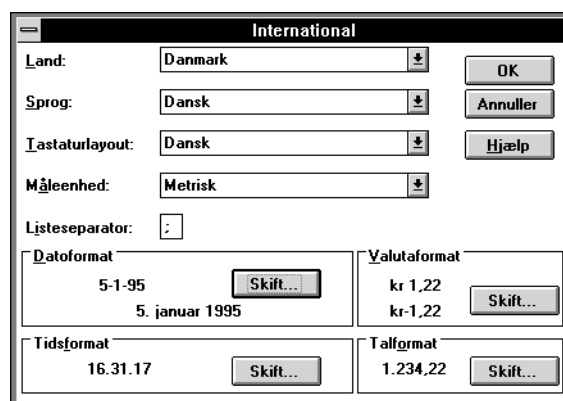 International
Land: Danmark OK
Sprog: Dansk Annuller
Tastaturlayout: Dansk Hjælp
Måleenhed: Metrisk
Listeseparator: ;
Datoformat
5-1-95 Skift...
5. januar 1995
Valutaformat
kr 1,22
kr-1,22
Skift...
Tidsformat
16.31.17 Skift...
Talformat
1.234,22 Skift...